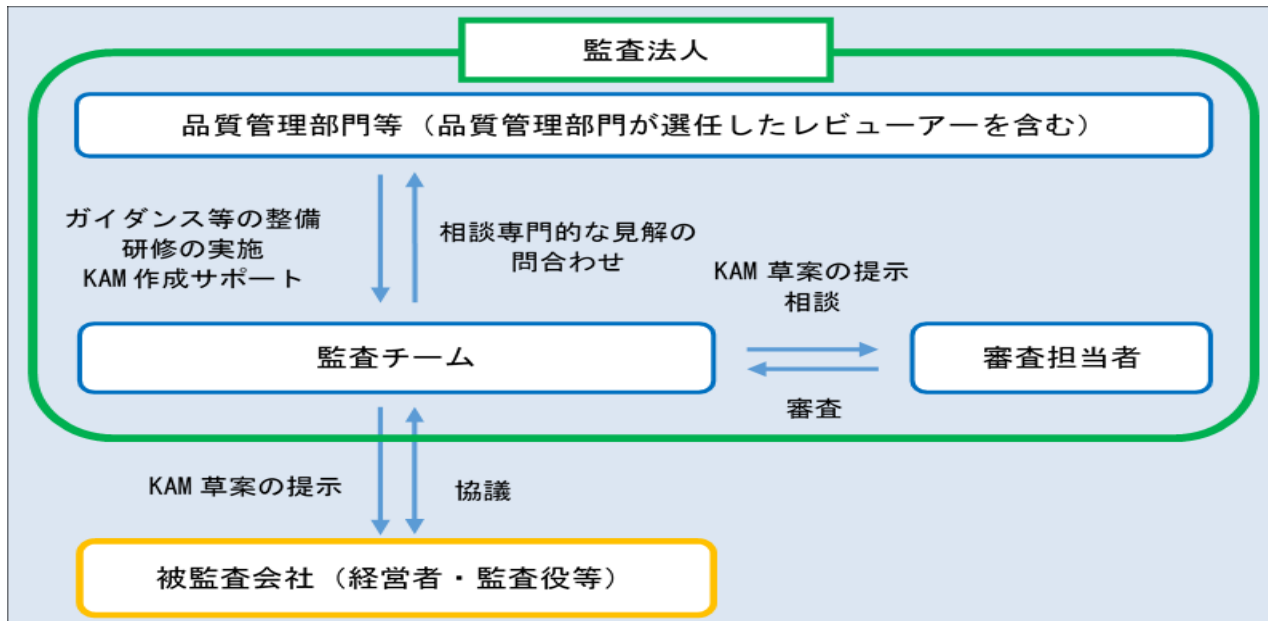 監査法人
品質管理部門等（品質管理部門が選任したレビューアーを含む）
ガイダンス等の整備
研修の実施
KAM 作成サポート
相談専門的な見解の
問合わせ
KAM 草案の提示
相談
監査チーム
審査担当者
審査
KAM 草案の提示
協議
被監査会社（経営者・監査役等）